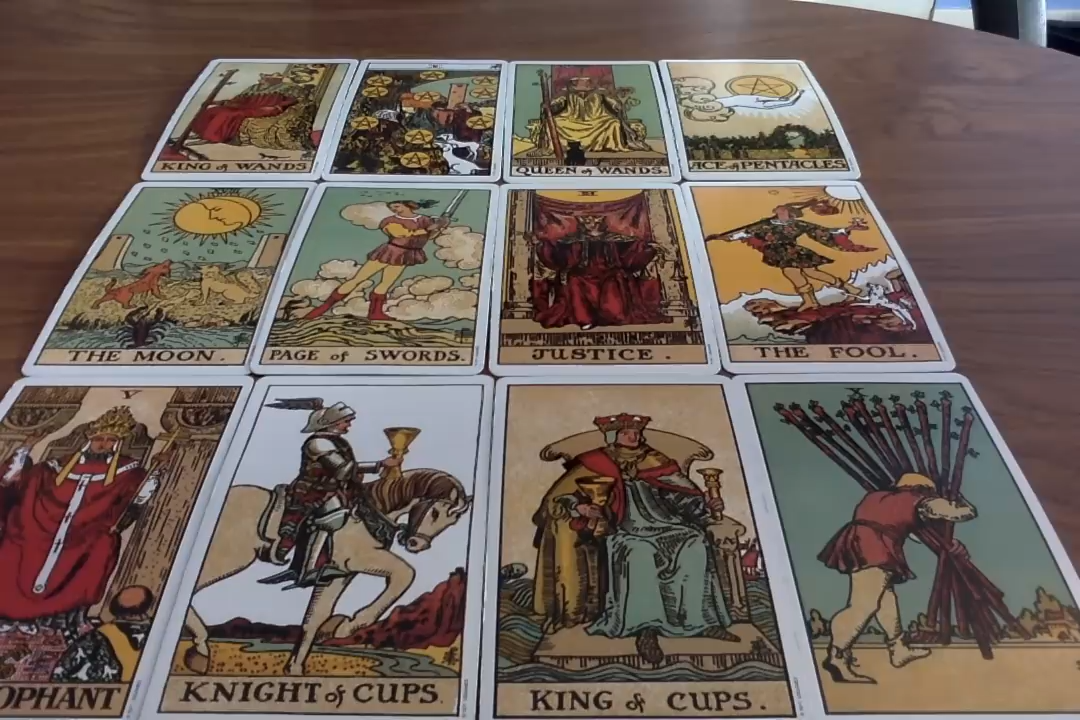 KING of WANDS
QUEEN of WANDS.
ACE of PENTACLES
XVIII
THE MOON.
PAGE of SWORDS.
JUSTICE.
THE FOOL.
V
OPHANT
KNIGHT of CUPS.
KING of CUPS.
X